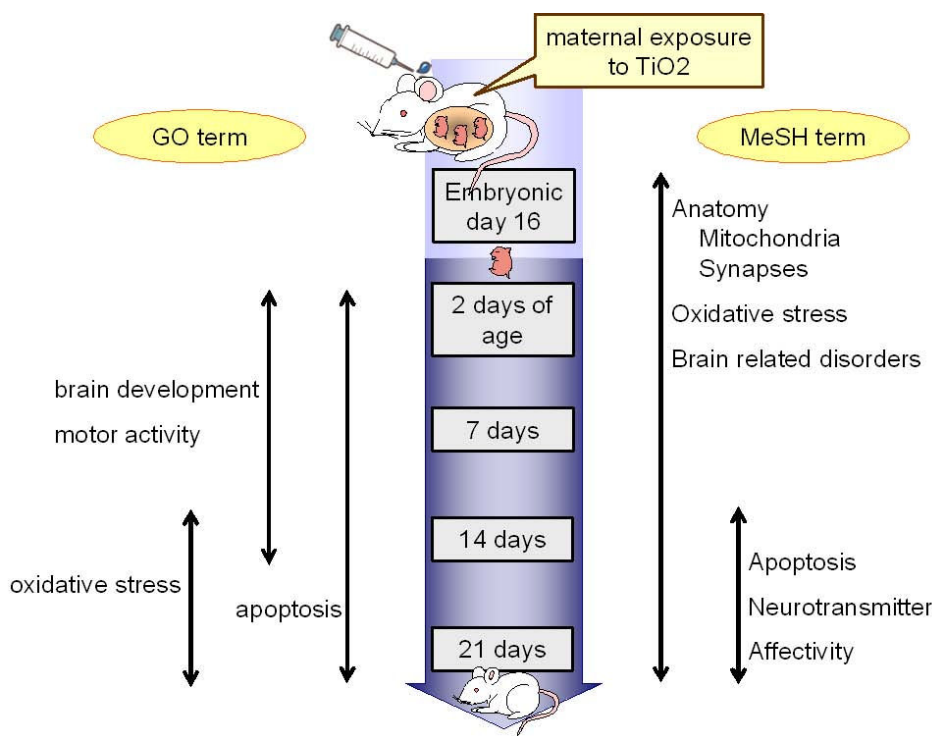 maternal exposure
to TiO2
GO term
MeSH term
Embryonic
day 16
Anatomy
Mitochondria
Synapses
2 days of
age
Oxidative stress
Brain related disorders
brain development
motor activity
7 days
14 days
oxidative stress
apoptosis
Apoptosis
Neurotransmitter
21 days
Affectivity